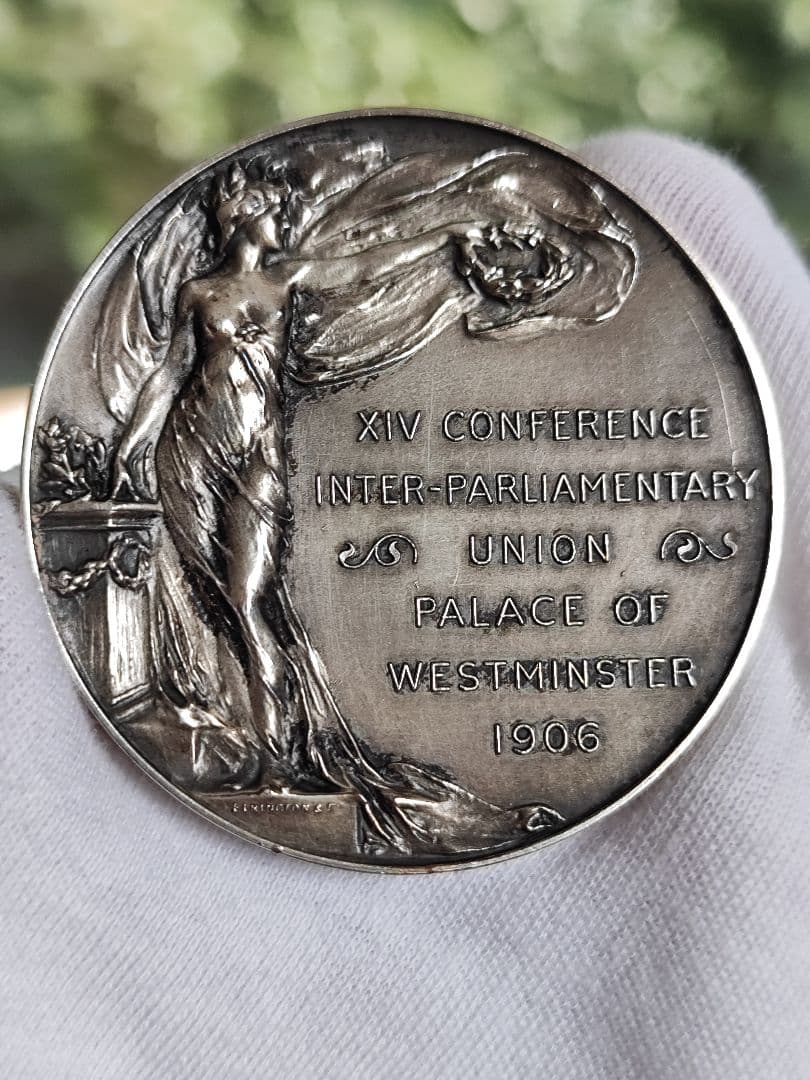 XIV CONFERENCE
INTER-PARLIAMENTARY
UNION
PALACE OF
WESTMINSTER
1906